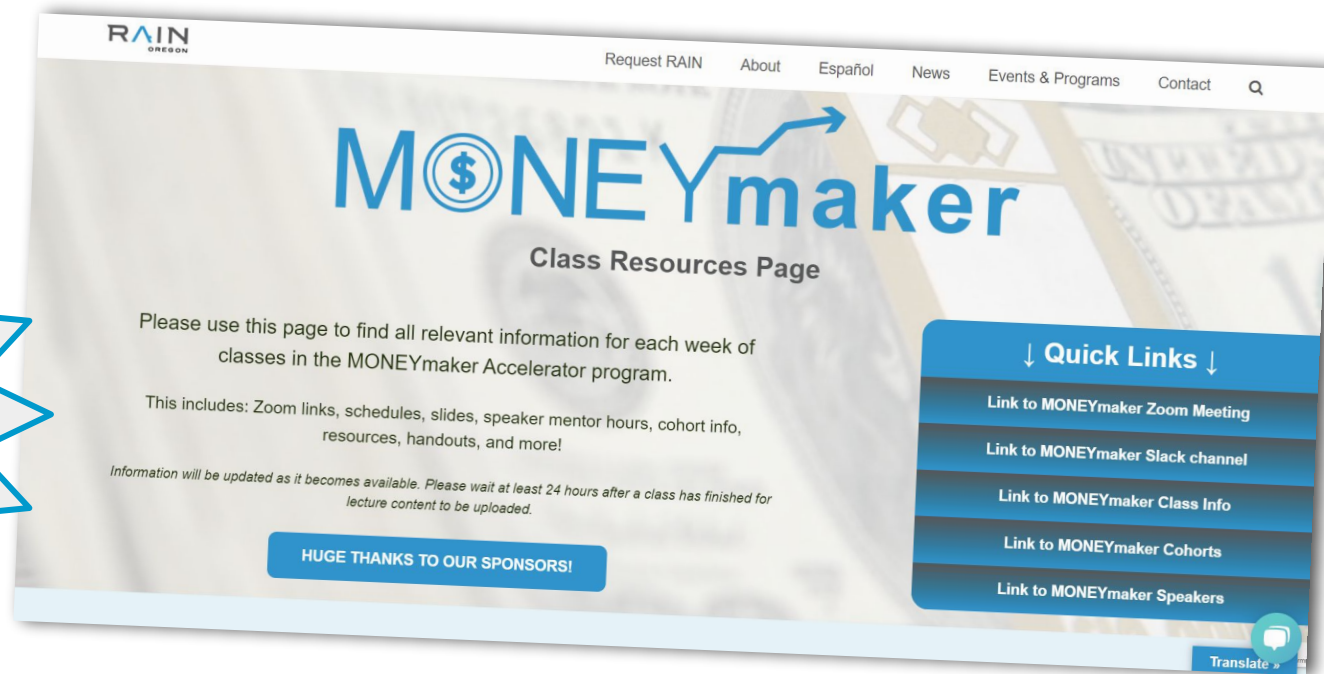 RAIN
OREGON
Request RAIN About Español News Events & Programs Contact
MONEYmaker
Class Resources Page
Please use this page to find all relevant information for each week of
classes in the MONEYmaker Accelerator program.
This includes: Zoom links, schedules, slides, speaker mentor hours, cohort info,
resources, handouts, and more!
Information will be updated as it becomes available. Please wait at least 24 hours after a class has finished for
lecture content to be uploaded.
HUGE THANKS TO OUR SPONSORS!
↓ Quick Links ↓
Link to MONEYmaker Zoom Meeting
Link to MONEYmaker Slack channel
Link to MONEYmaker Class Info
Link to MONEYmaker Cohorts
Link to MONEYmaker Speakers
Translate »